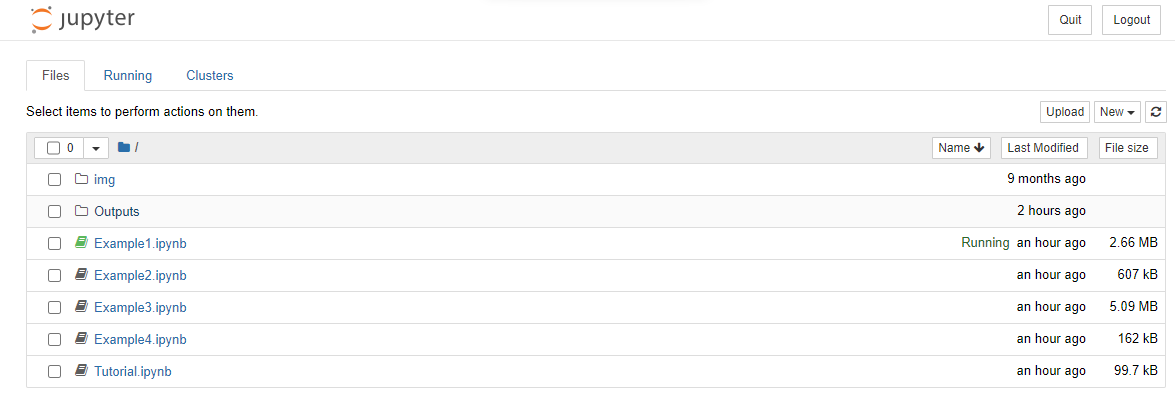 jupyter Quit Logout
Files Running Clusters
Select items to perform actions on them. Upload New
0 / Name Last Modified File size
img 9 months ago
Outputs 2 hours ago
Example1.ipynb Running an hour ago 2.66 MB
Example2.ipynb an hour ago 607 kB
Example3.ipynb an hour ago 5.09 MB
Example4.ipynb an hour ago 162 kB
Tutorial.ipynb an hour ago 99.7 kB